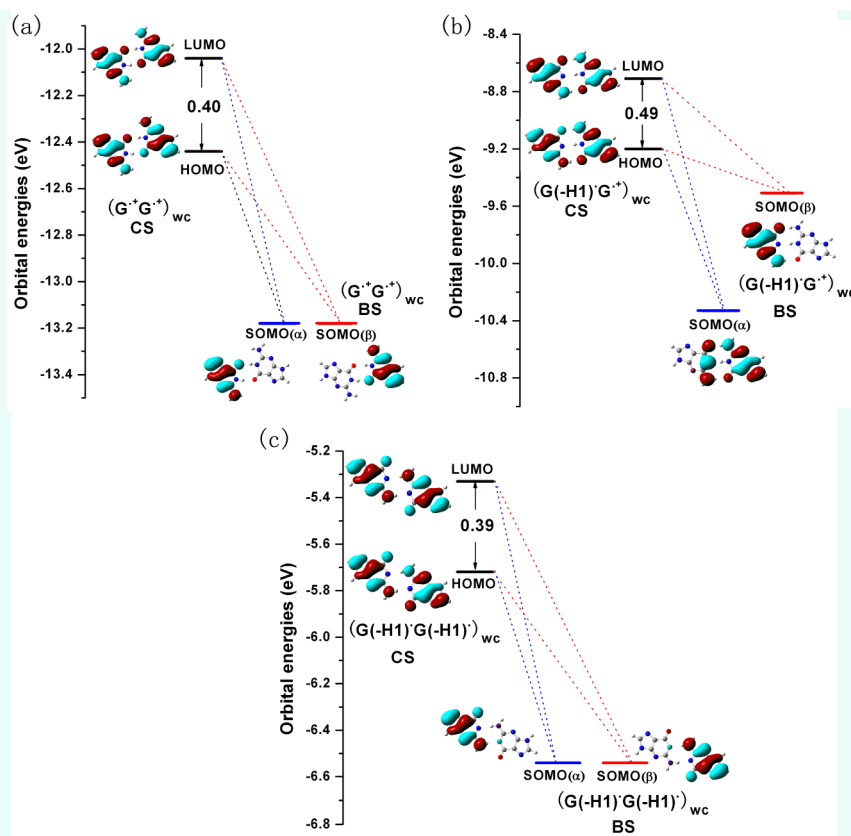 (a)
Orbital energies (eV)
-12.0
-12.2
-12.4
-12.6
-12.8
-13.0
-13.2
-13.4
LUMO
0.40
HOMO
(G·+G·+)wc
CS
(G·+G·+)wc
BS
SOMO(α)
SOMO(β)
(b)
Orbital energies (eV)
-8.4
-8.8
-9.2
-9.6
-10.0
-10.4
-10.8
LUMO
0.49
HOMO
(G(-H1)·G·+)wc
CS
SOMO(β)
(G(-H1)·G·+)wc
BS
SOMO(α)
(c)
Orbital energies (eV)
-5.2
-5.4
-5.6
-5.8
-6.0
-6.2
-6.4
-6.6
-6.8
LUMO
0.39
HOMO
(G(-H1)·G(-H1)·)wc
CS
SOMO(α)
SOMO(β)
(G(-H1)·G(-H1)·)wc
BS